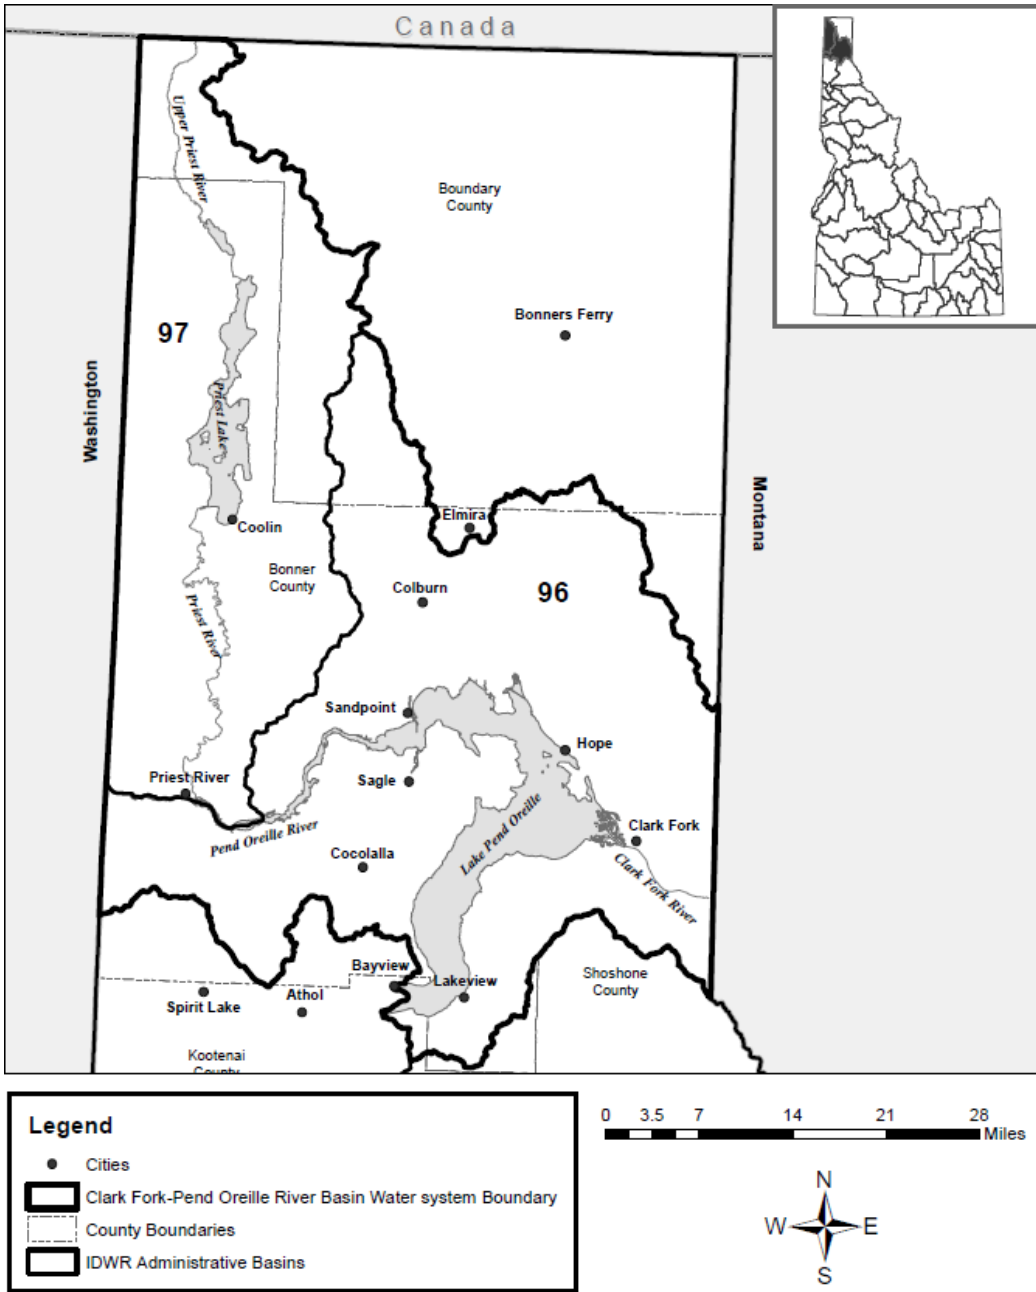 Canada
Upper Priest River
Boundary
County
Bonners Ferry
97
Washington
Priest Lake
Montana
Elmira
Coolin
Bonner
County
Colburn
96
Priest River
Sandpoint
Hope
Priest River
Sagle
Lake Pend Oreille
Pend Oreille River
Clark Fork
Cocolalla
Clark Fork River
Bayview
Lakeview
Shoshone
County
Spirit Lake
Athol
Kootenai
County
Legend
Cities
Clark Fork-Pend Oreille River Basin Water system Boundary
County Boundaries
IDWR Administrative Basins
0 3.5 7 14 21 28
Miles
N
W E
S